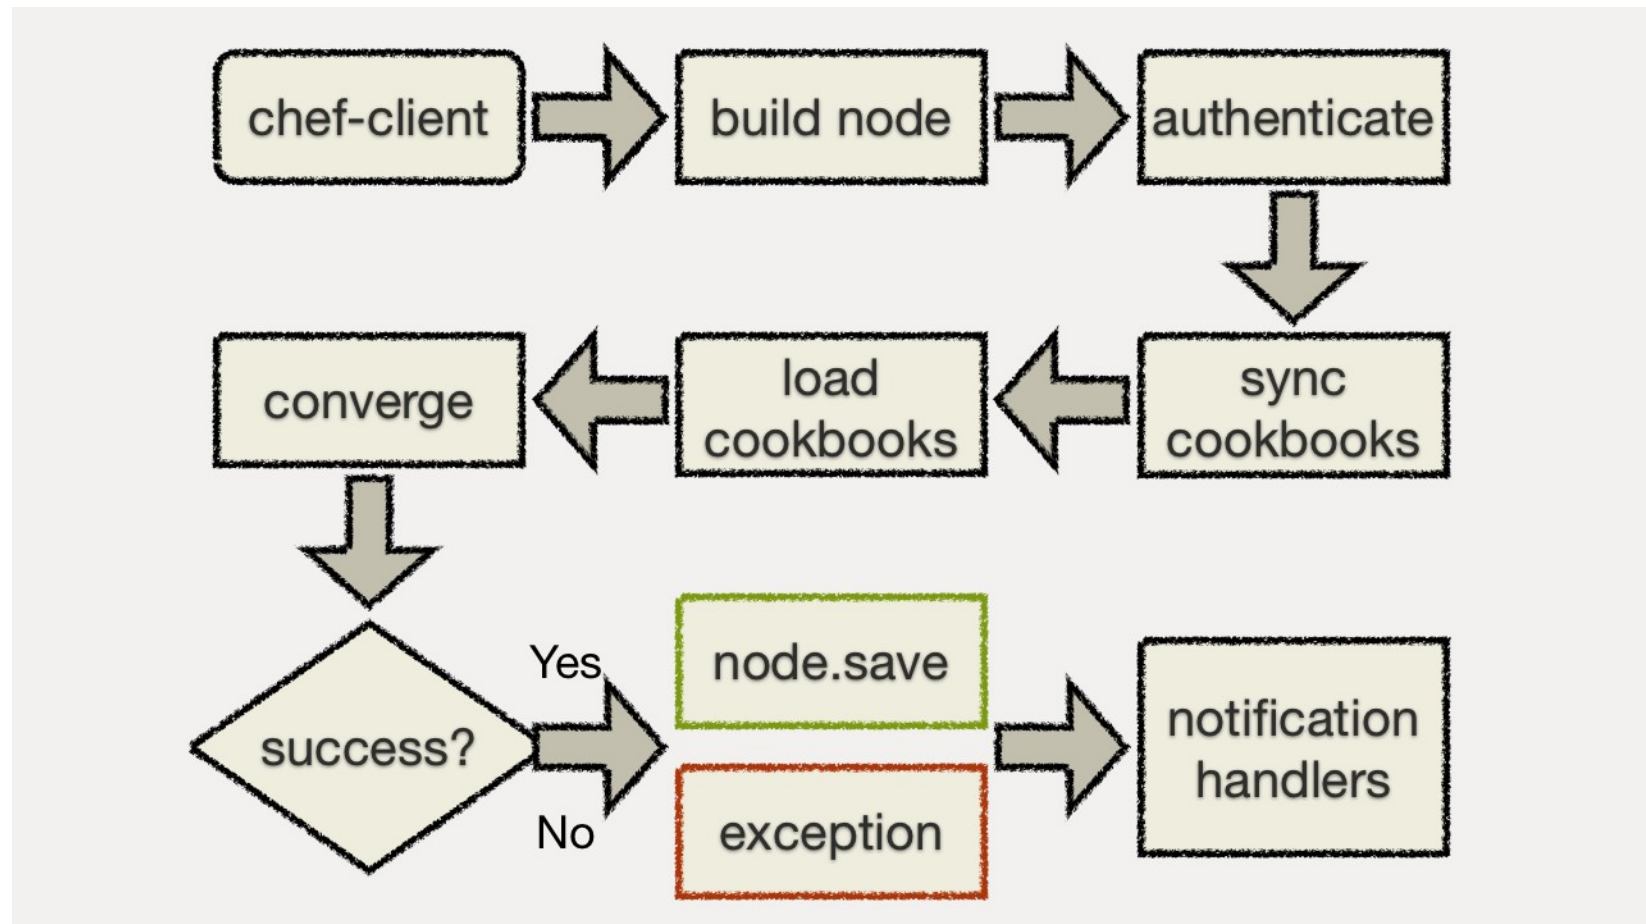 chef-client
build node
authenticate
sync
cookbooks
load
cookbooks
converge
success?
Yes
No
node.save
exception
notification
handlers